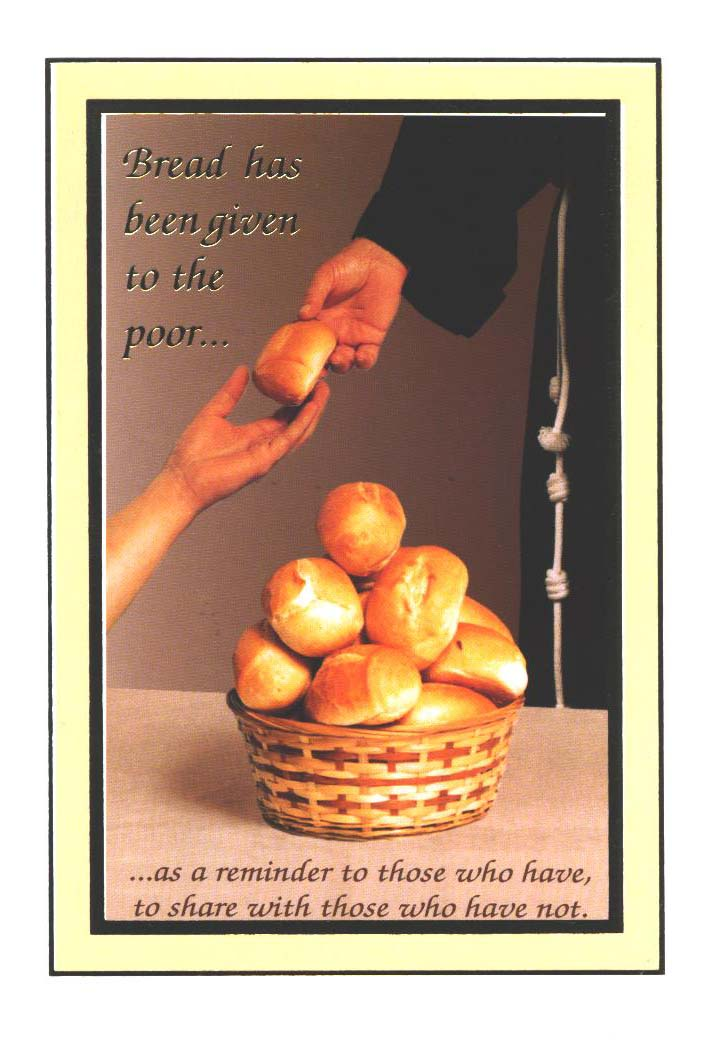 Bread has
been given
to the
poor...
...as a reminder to those who have,
to share with those who have not.